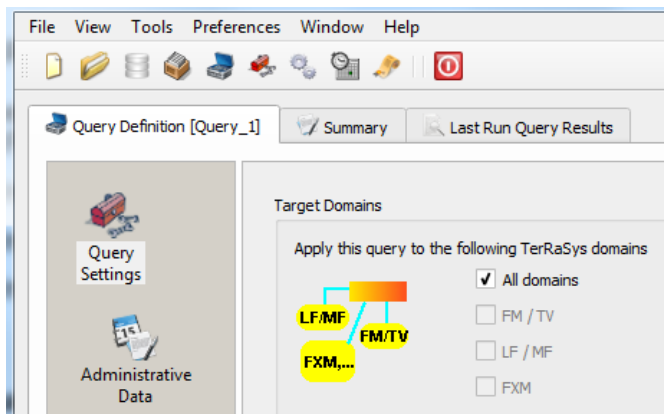 File View Tools Preferences Window Help
Query Definition [Query_1] Summary Last Run Query Results
Query
Settings
Administrative
Data
Target Domains
Apply this query to the following TerRaSys domains
LF/MF
FM/TV
FXM,...
All domains
FM / TV
LF / MF
FXM